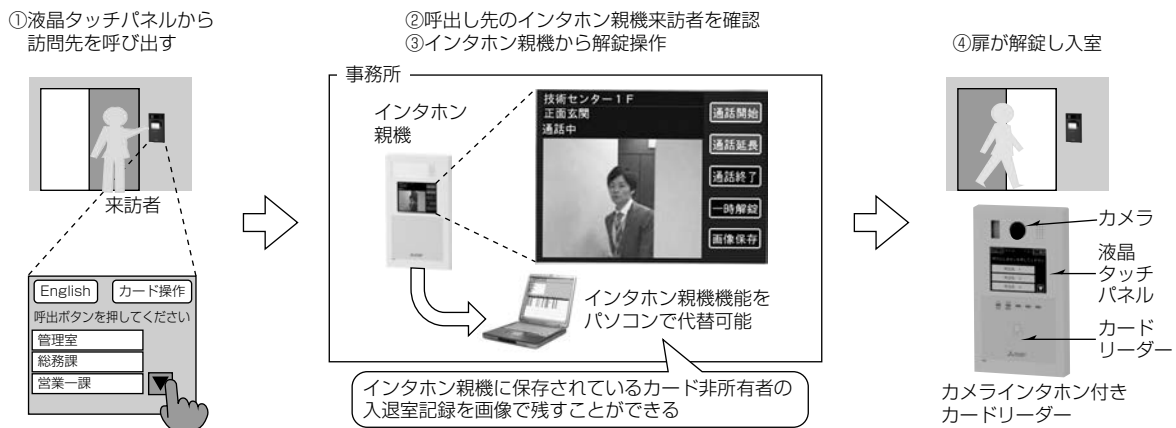 ①液晶タッチパネルから
訪問先を呼び出す
来訪者
English
カード操作
呼出ボタンを押してください
管理室
総務課
営業一課
②呼出し先のインタホン親機来訪者を確認
③インタホン親機から解錠操作
事務所
インタホン
親機
技術センター1F
正面玄関
通話中
通話開始
通話延長
通話終了
一時解錠
画像保存
インタホン親機機能を
パソコンで代替可能
インタホン親機に保存されているカード非所有者の
入退室記録を画像で残すことができる
④扉が解錠し入室
カメラ
液晶
タッチ
パネル
カード
リーダー
カメラインタホン付き
カードリーダー